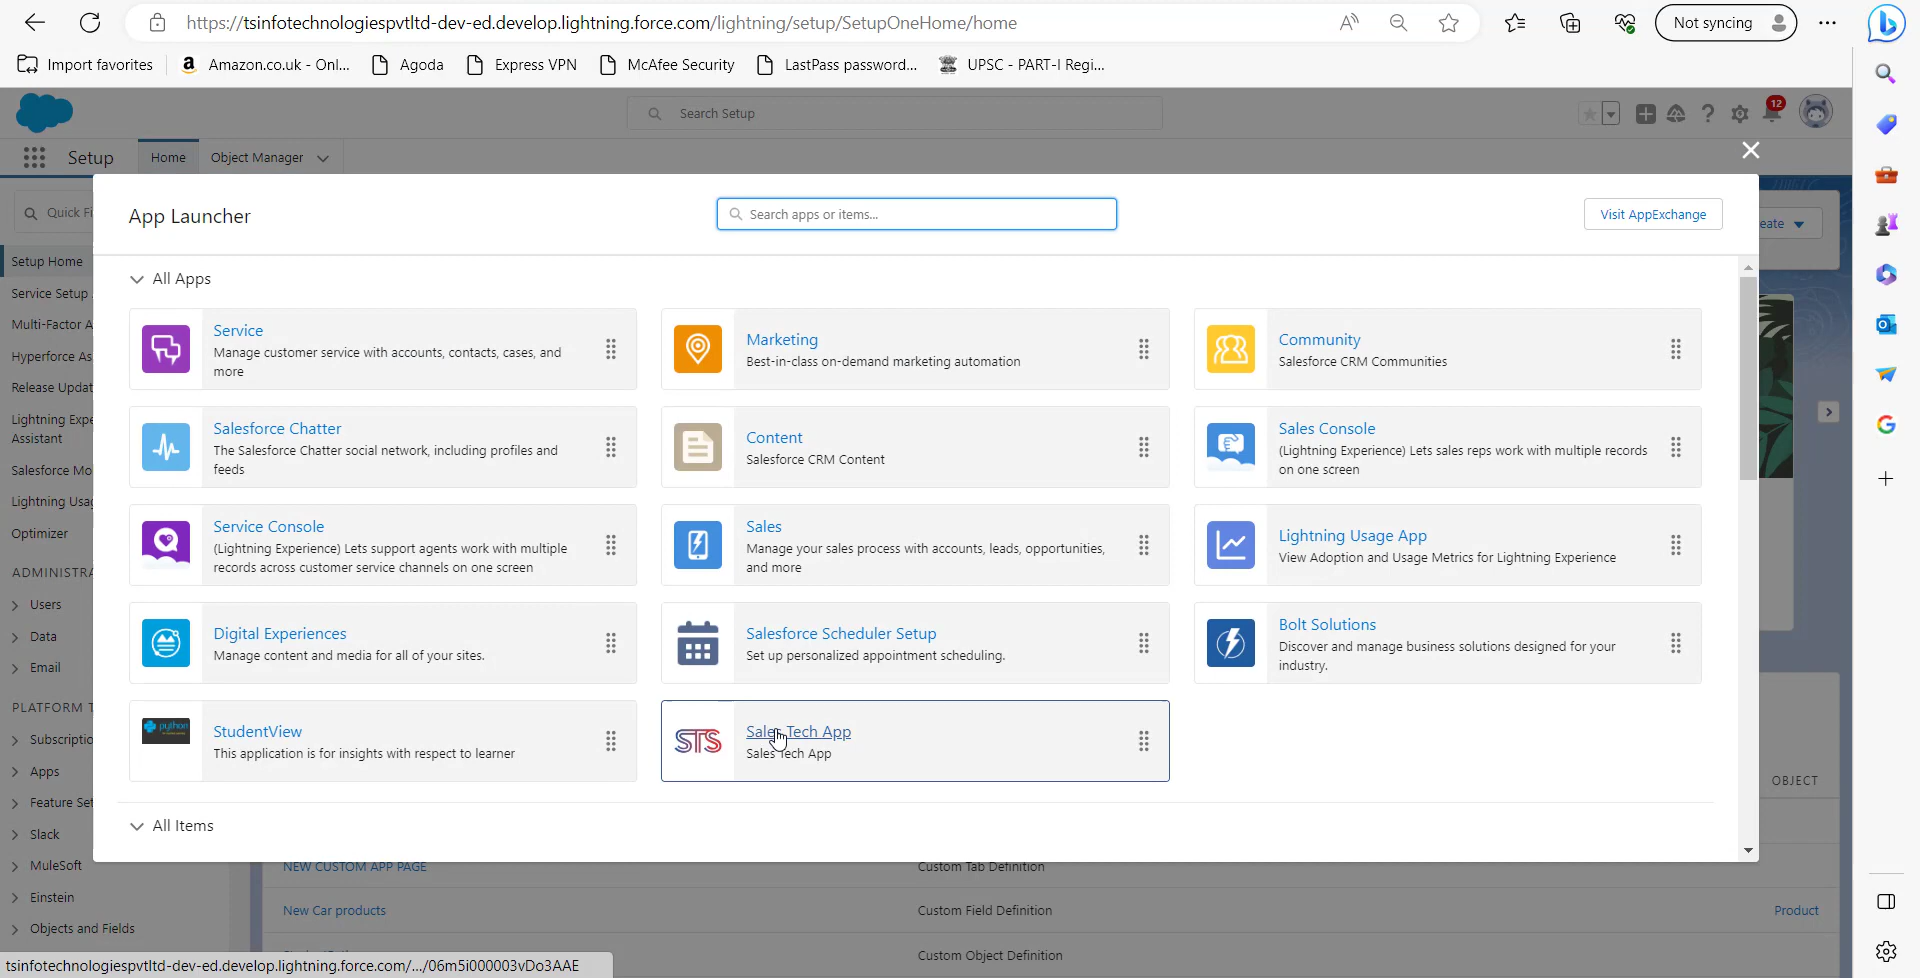 https://tsinfotechnologiespvtltd-dev-ed.develop.lightning.force.com/lightning/setup/SetupOneHome/home
Not syncing
Import favorites
Amazon.co.uk - Onl...
Agoda
Express VPN
McAfee Security
LastPass password...
UPSC - PART-I Regi...
Search Setup
12
Setup
Home
Object Manager
Quick Fi
App Launcher
Search apps or items...
Visit AppExchange
eate
Setup Home
Service Setup
Multi-Factor A
Hyperforce As
Release Updat
Lightning Expe
Assistant
Salesforce Mo
Lightning Usag
Optimizer
ADMINISTRA
Users
Data
Email
PLATFORM T
Subscriptio
Apps
Feature Set
Slack
MuleSoft
Einstein
Objects and Fields
All Apps
Service
Manage customer service with accounts, contacts, cases, and
more
Marketing
Best-in-class on-demand marketing automation
Community
Salesforce CRM Communities
Salesforce Chatter
The Salesforce Chatter social network, including profiles and
feeds
Content
Salesforce CRM Content
Sales Console
(Lightning Experience) Lets sales reps work with multiple records
on one screen
Service Console
(Lightning Experience) Lets support agents work with multiple
records across customer service channels on one screen
Sales
Manage your sales process with accounts, leads, opportunities,
and more
Lightning Usage App
View Adoption and Usage Metrics for Lightning Experience
Digital Experiences
Manage content and media for all of your sites.
Salesforce Scheduler Setup
Set up personalized appointment scheduling.
Bolt Solutions
Discover and manage business solutions designed for your
industry.
python
StudentView
This application is for insights with respect to learner
STS
Sales Tech App
Sales Tech App
OBJECT
All Items
NEW CUSTOM APP PAGE
Custom Tab Definition
New Car products
Custom Field Definition
Product
Custom Object Definition
tsinfotechnologiespvtltd-dev-ed.develop.lightning.force.com/.../06m5i000003vDo3AAE